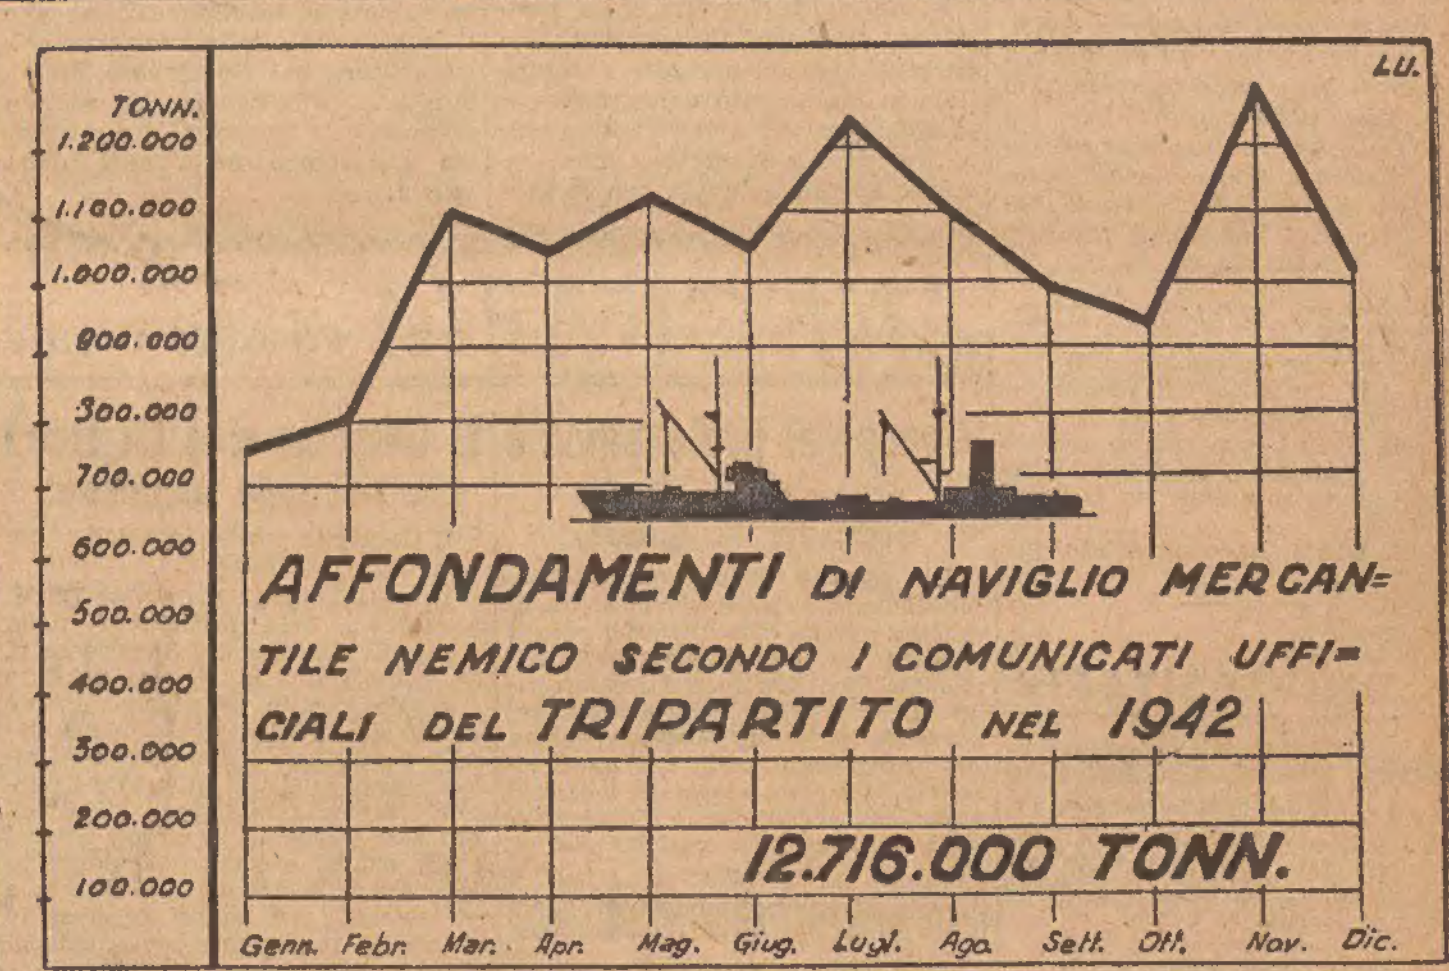 LU.
TONN.
1.200.000
1.100.000
1.000.000
900.000
800.000
700.000
600.000
500.000
400.000
300.000
200.000
100.000
AFFONDAMENTI DI NAVIGLIO MERCAN=
TILE NEMICO SECONDO I COMUNICATI UFFI=
CIALI DEL TRIPARTITO NEL 1942
12.716.000 TONN.
Genn. Febr. Mar. Apr. Mag. Giug. Lugl. Ago. Sett. Ott. Nov. Dic.